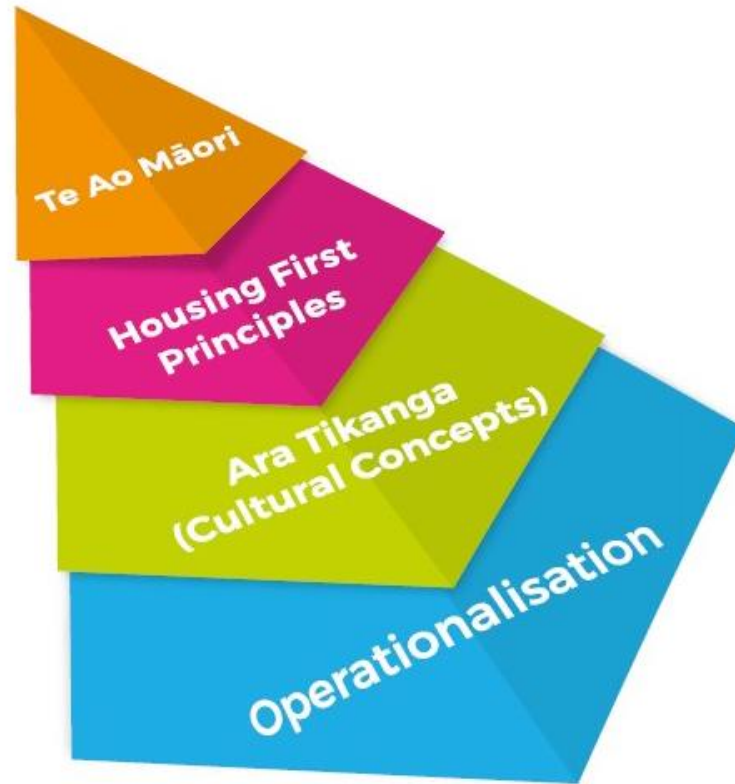 Te Ao Māori
Housing First
Principles
Ara Tikanga
(Cultural Concepts)
Operationalisation